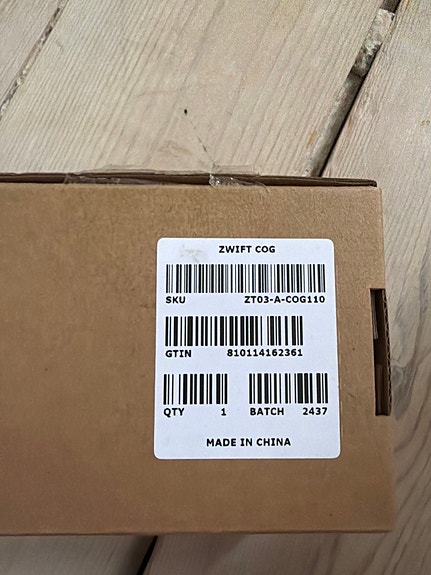 ZWIFT COG
SKU ZT03-A-COG110
GTIN 810114162361
QTY 1 BATCH 2437
MADE IN CHINA